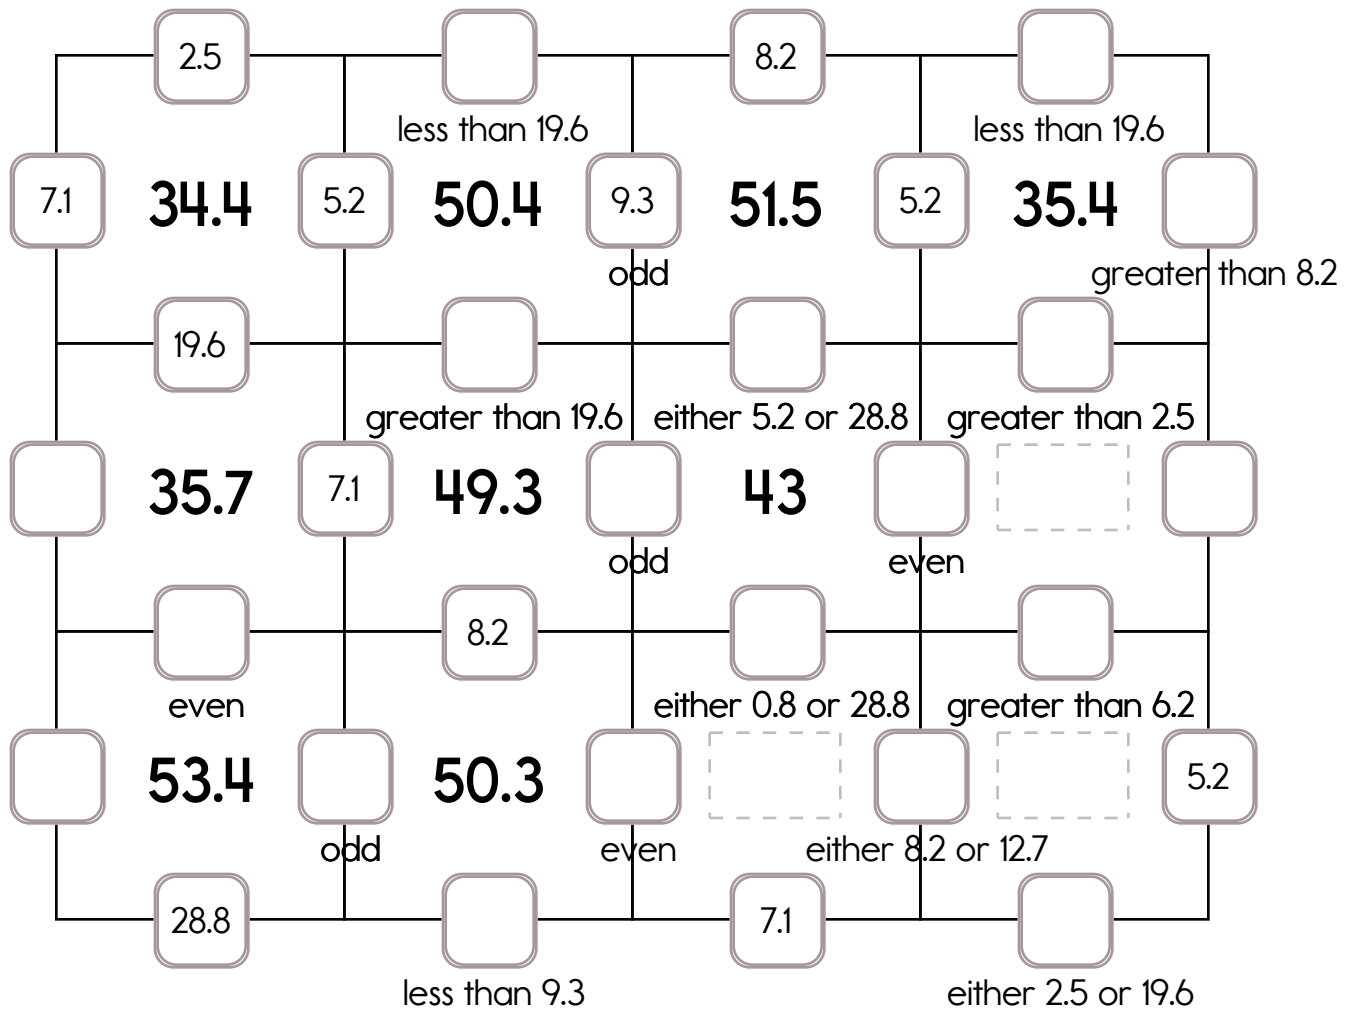 2.5 8.2
less than 19.6 less than 19.6
7.1 34.4 5.2 50.4 9.3 51.5 5.2 35.4
odd greater than 8.2
19.6
greater than 19.6 either 5.2 or 28.8 greater than 2.5
35.7 7.1 49.3 43
odd even
8.2
even either 0.8 or 28.8 greater than 6.2
53.4 50.3 5.2
odd even either 8.2 or 12.7
28.8 7.1
less than 9.3 either 2.5 or 19.6